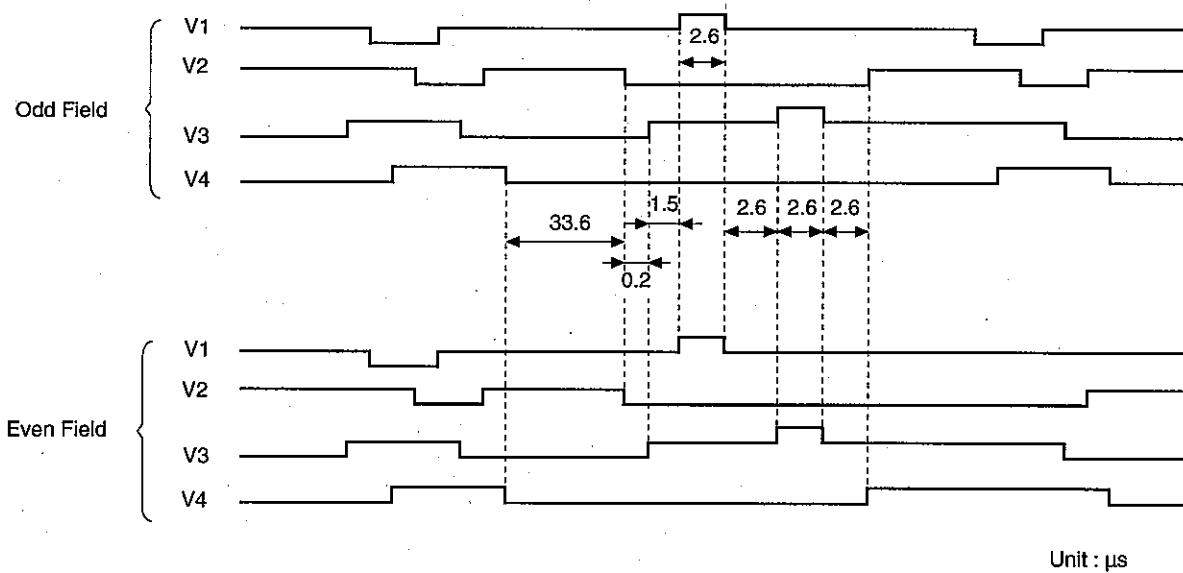 V1
2.6
V2
Odd Field
V3
V4
1.5
2.6
2.6
2.6
33.6
0.2
V1
V2
Even Field
V3
V4
Unit : μs